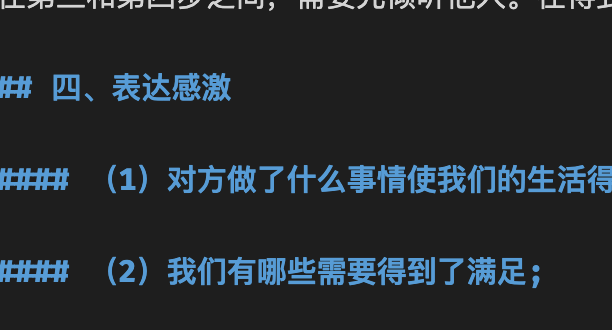 在第三和第四步之间，需要先倾听他人。在得到
## 四、表达感激
#### （1）对方做了什么事情使我们的生活得
#### （2）我们有哪些需要得到了满足；